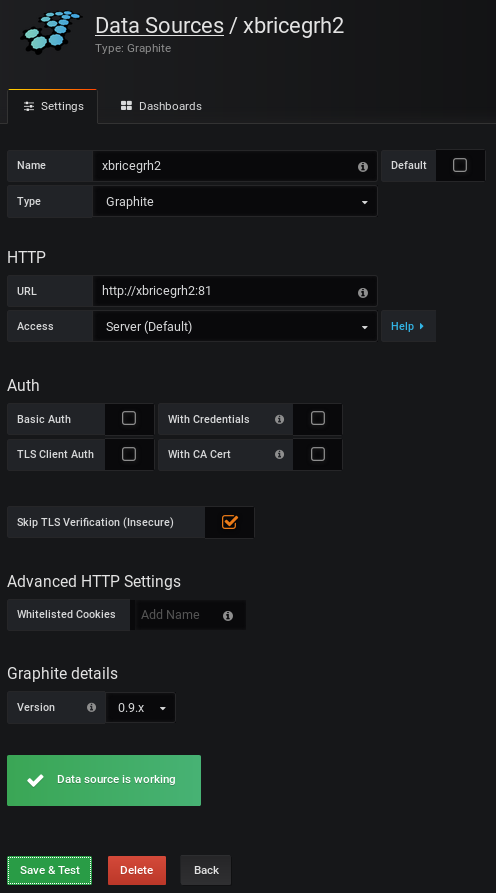 Data Sources / xbricegrh2
Type: Graphite
Settings Dashboards
Name xbricegrh2 Default
Type Graphite
HTTP
URL http://xbricegrh2:81
Access Server (Default) Help
Auth
Basic Auth With Credentials
TLS Client Auth With CA Cert
Skip TLS Verification (Insecure)
Advanced HTTP Settings
Whitelisted Cookies Add Name
Graphite details
Version 0.9.x
Data source is working
Save & Test Delete Back